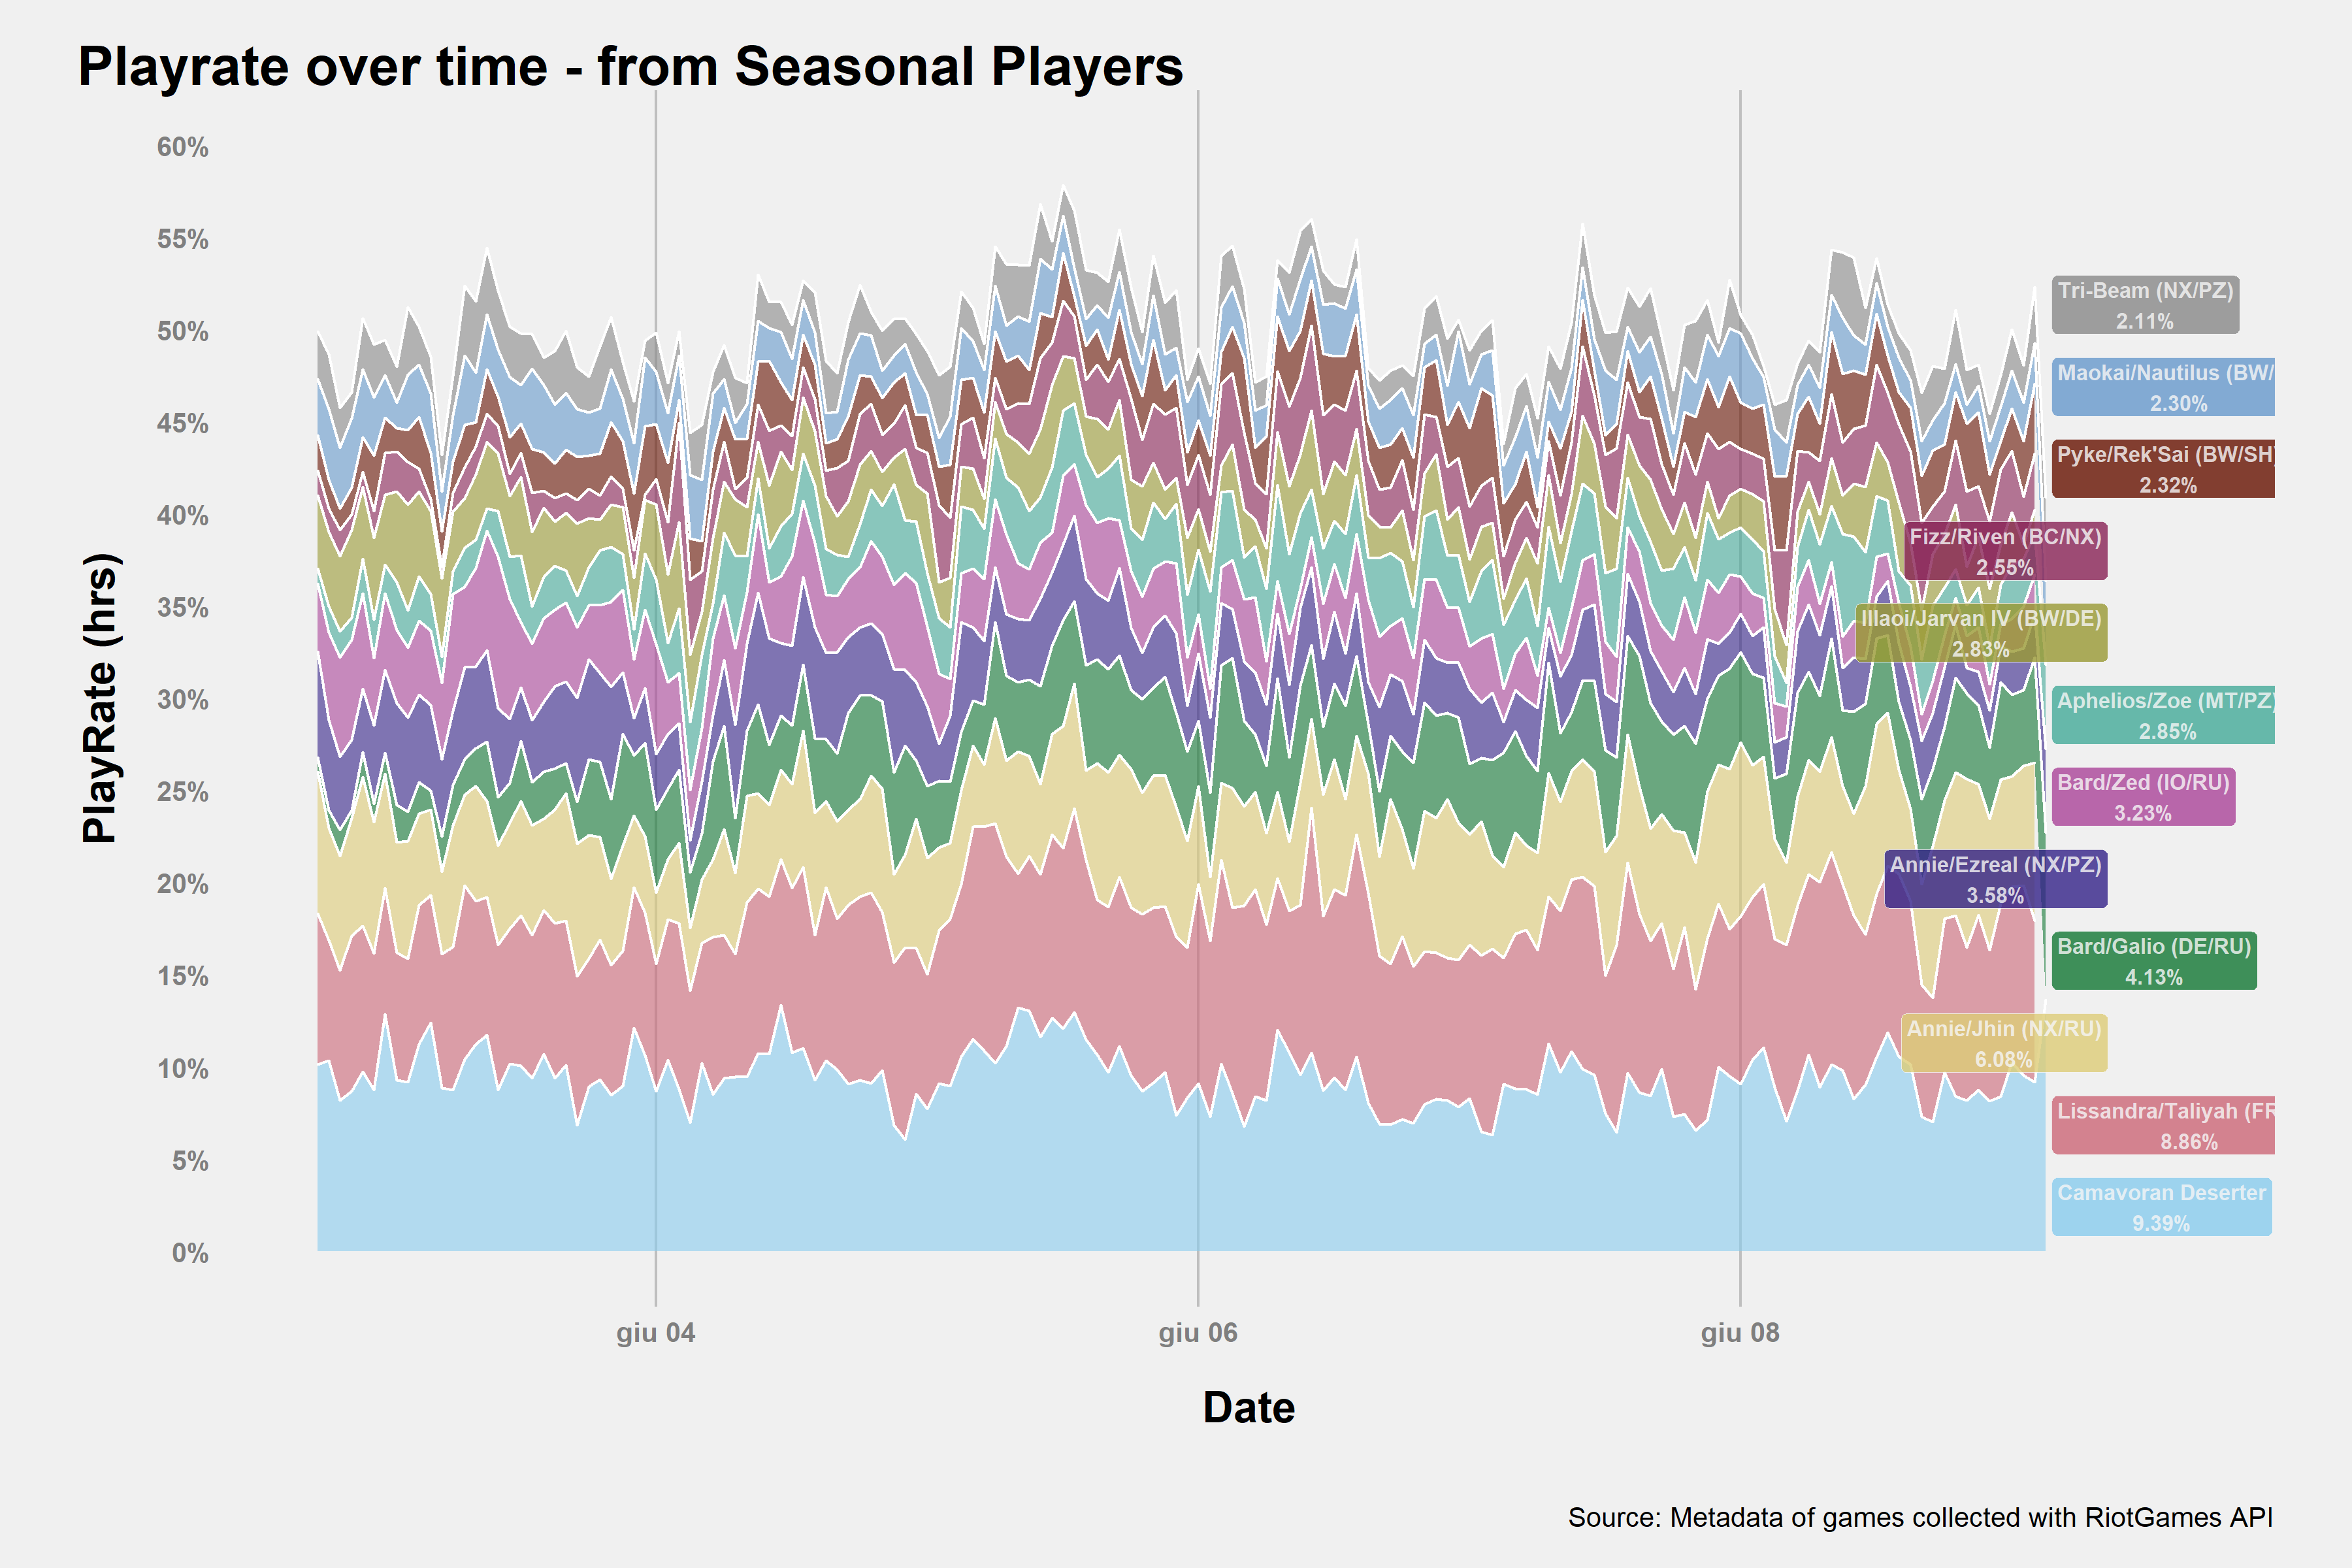 Playrate over time - from Seasonal Players
PlayRate (hrs)
60%
55%
50%
45%
40%
35%
30%
25%
20%
15%
10%
5%
0%
Tri-Beam (NX/PZ)
2.11%
Maokai/Nautilus (BW/
2.30%
Pyke/Rek'Sai (BW/SH)
2.32%
Fizz/Riven (BC/NX)
2.55%
Illaoi/Jarvan IV (BW/DE)
2.83%
Aphelios/Zoe (MT/PZ)
2.85%
Bard/Zed (IO/RU)
3.23%
Annie/Ezreal (NX/PZ)
3.58%
Bard/Galio (DE/RU)
4.13%
Annie/Jhin (NX/RU)
6.08%
Lissandra/Taliyah (FR
8.86%
Camavoran Deserter
9.39%
giu 04
giu 06
giu 08
Date
Source: Metadata of games collected with RiotGames API